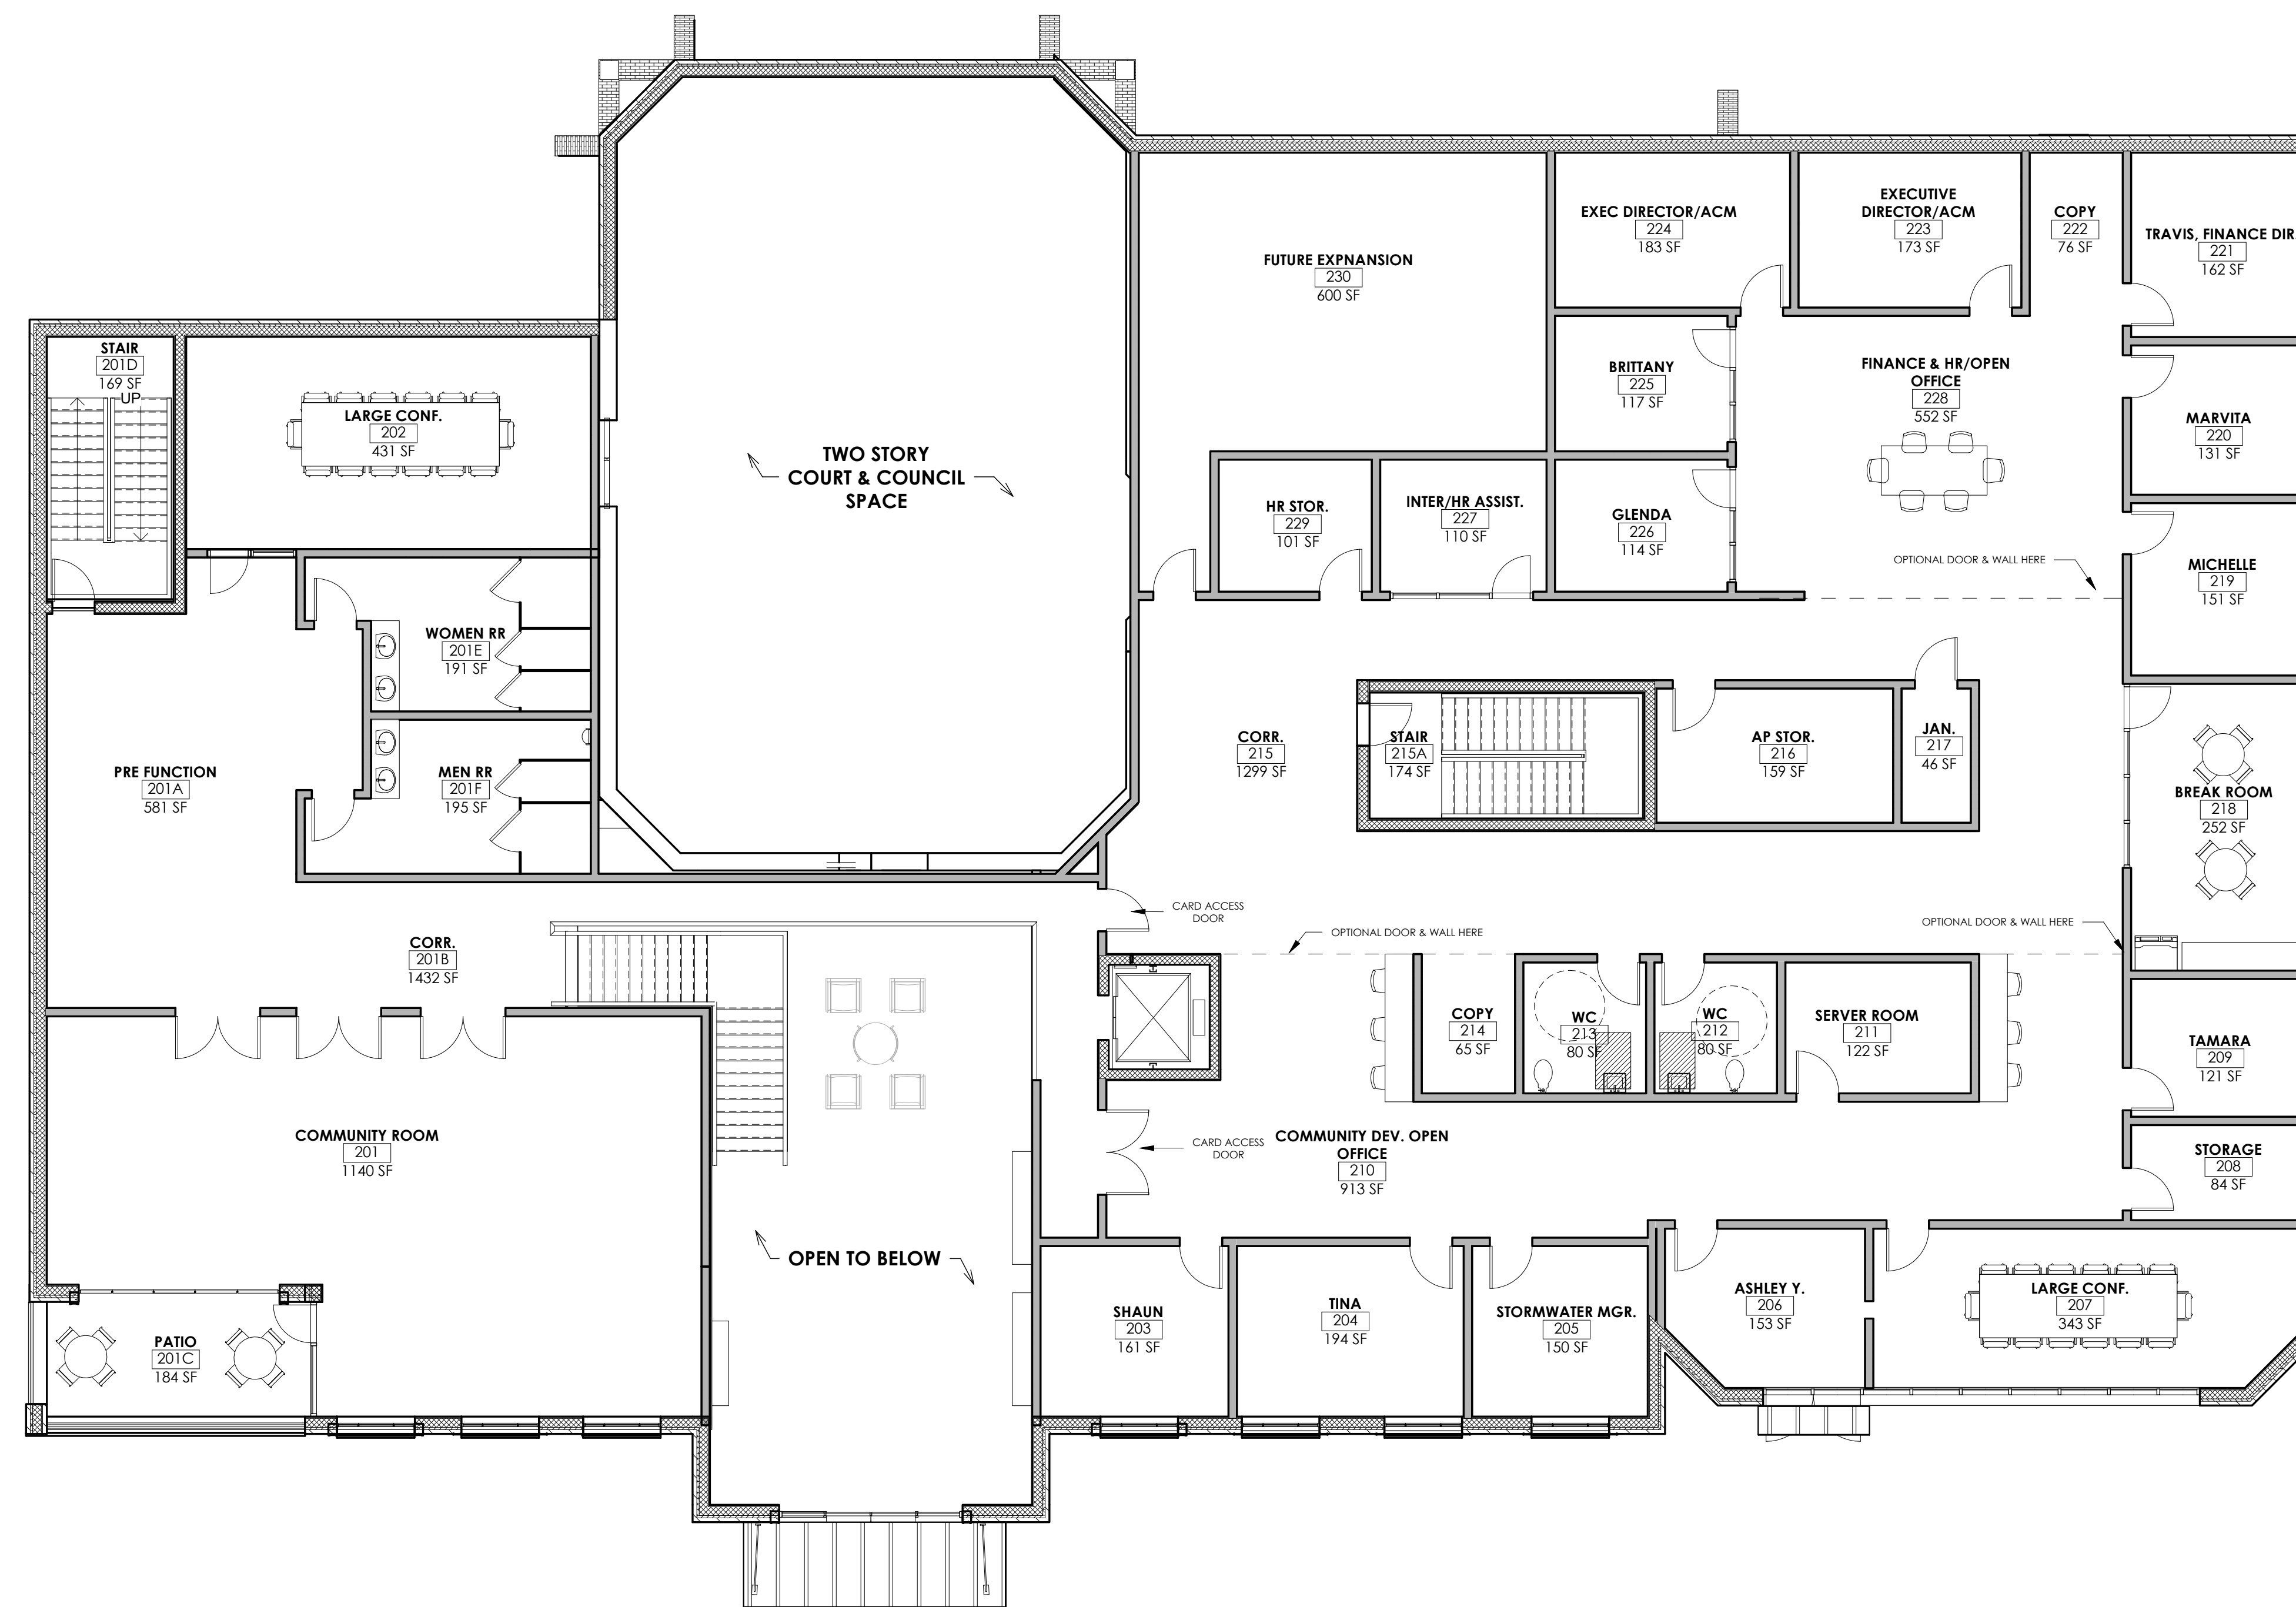 EXEC DIRECTOR/ACM
224
183 SF
EXECUTIVE
DIRECTOR/ACM
223
173 SF
COPY
222
76 SF
TRAVIS, FINANCE DIR
221
162 SF
FUTURE EXPNANSION
230
600 SF
STAIR
201D
169 SF
UP
LARGE CONF.
202
431 SF
BRITTANY
225
117 SF
FINANCE & HR/OPEN
OFFICE
228
552 SF
MARVITA
220
131 SF
TWO STORY
COURT & COUNCIL
SPACE
HR STOR.
229
101 SF
INTER/HR ASSIST.
227
110 SF
GLENDA
226
114 SF
OPTIONAL DOOR & WALL HERE
MICHELLE
219
151 SF
WOMEN RR
201E
191 SF
PRE FUNCTION
201A
581 SF
MEN RR
201F
195 SF
CORR.
215
1299 SF
STAIR
215A
174 SF
AP STOR.
216
159 SF
JAN.
217
46 SF
BREAK ROOM
218
252 SF
CARD ACCESS
DOOR
OPTIONAL DOOR & WALL HERE
OPTIONAL DOOR & WALL HERE
CORR.
201B
1432 SF
COPY
214
65 SF
WC
213
80 SF
WC
212
80 SF
SERVER ROOM
211
122 SF
TAMARA
209
121 SF
COMMUNITY ROOM
201
1140 SF
CARD ACCESS
DOOR
COMMUNITY DEV. OPEN
OFFICE
210
913 SF
STORAGE
208
84 SF
OPEN TO BELOW
SHAUN
203
161 SF
TINA
204
194 SF
STORMWATER MGR.
205
150 SF
ASHLEY Y.
206
153 SF
LARGE CONF.
207
343 SF
PATIO
201C
184 SF